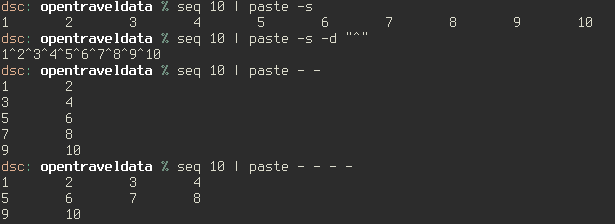 dsc: opentraveldata % seq 10 | paste -s
1 2 3 4 5 6 7 8 9 10
dsc: opentraveldata % seq 10 | paste -s -d "^"
1^2^3^4^5^6^7^8^9^10
dsc: opentraveldata % seq 10 | paste - -
1 2
3 4
5 6
7 8
9 10
dsc: opentraveldata % seq 10 | paste - - - -
1 2 3 4
5 6 7 8
9 10